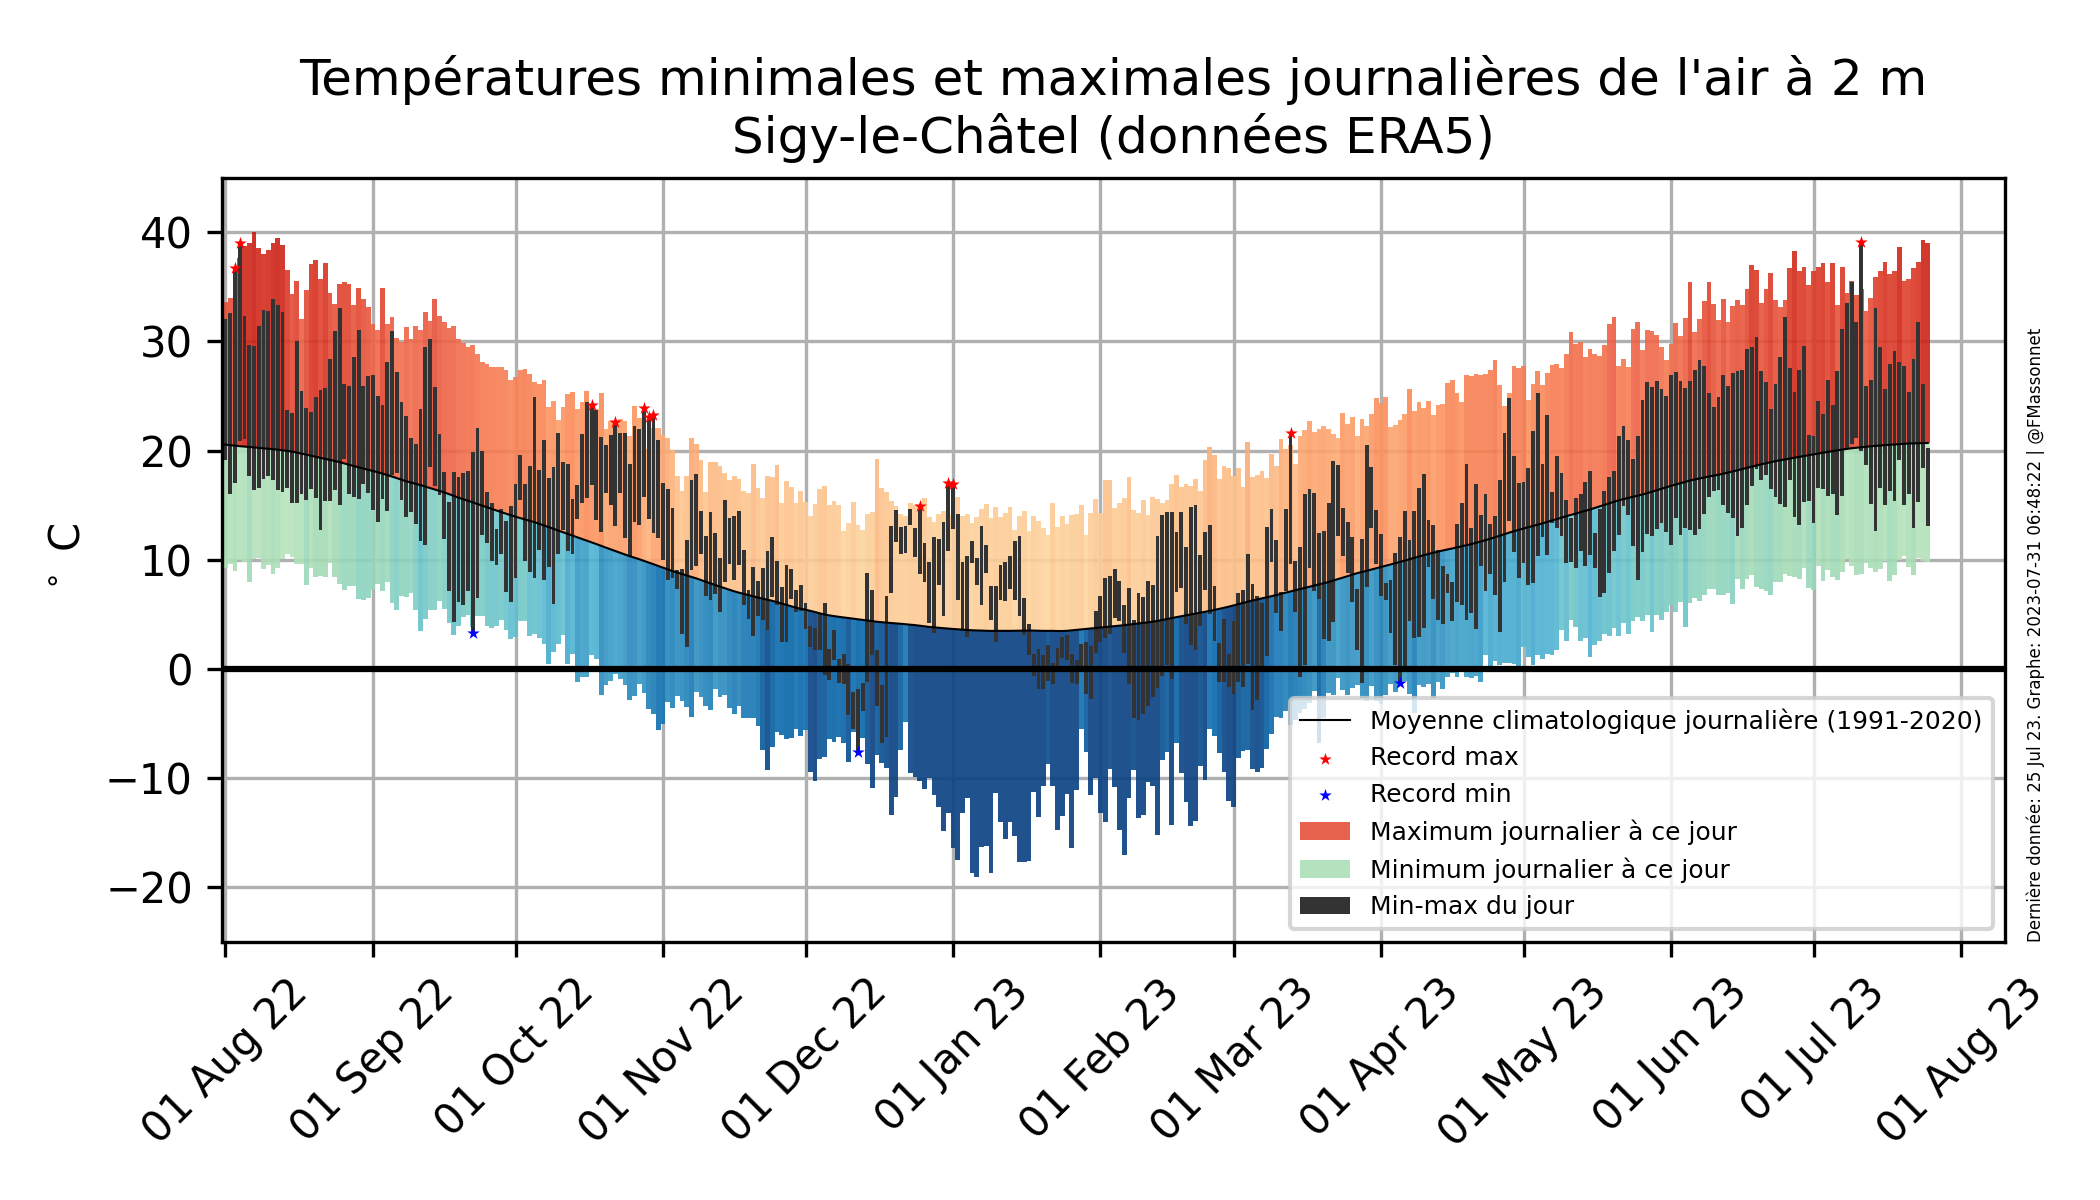 Températures minimales et maximales journalières de l'air à 2 m
Sigy-le-Châtel (données ERA5)
° C
40
30
20
10
0
−10
−20
01 Aug 22
01 Sep 22
01 Oct 22
01 Nov 22
01 Dec 22
01 Jan 23
01 Feb 23
01 Mar 23
01 Apr 23
01 May 23
01 Jun 23
01 Jul 23
01 Aug 23
Moyenne climatologique journalière (1991-2020)
Record max
Record min
Maximum journalier à ce jour
Minimum journalier à ce jour
Min-max du jour
Dernière donnée: 25 Jul 23. Graphe: 2023-07-31 06:48:22 | @FMassonnet